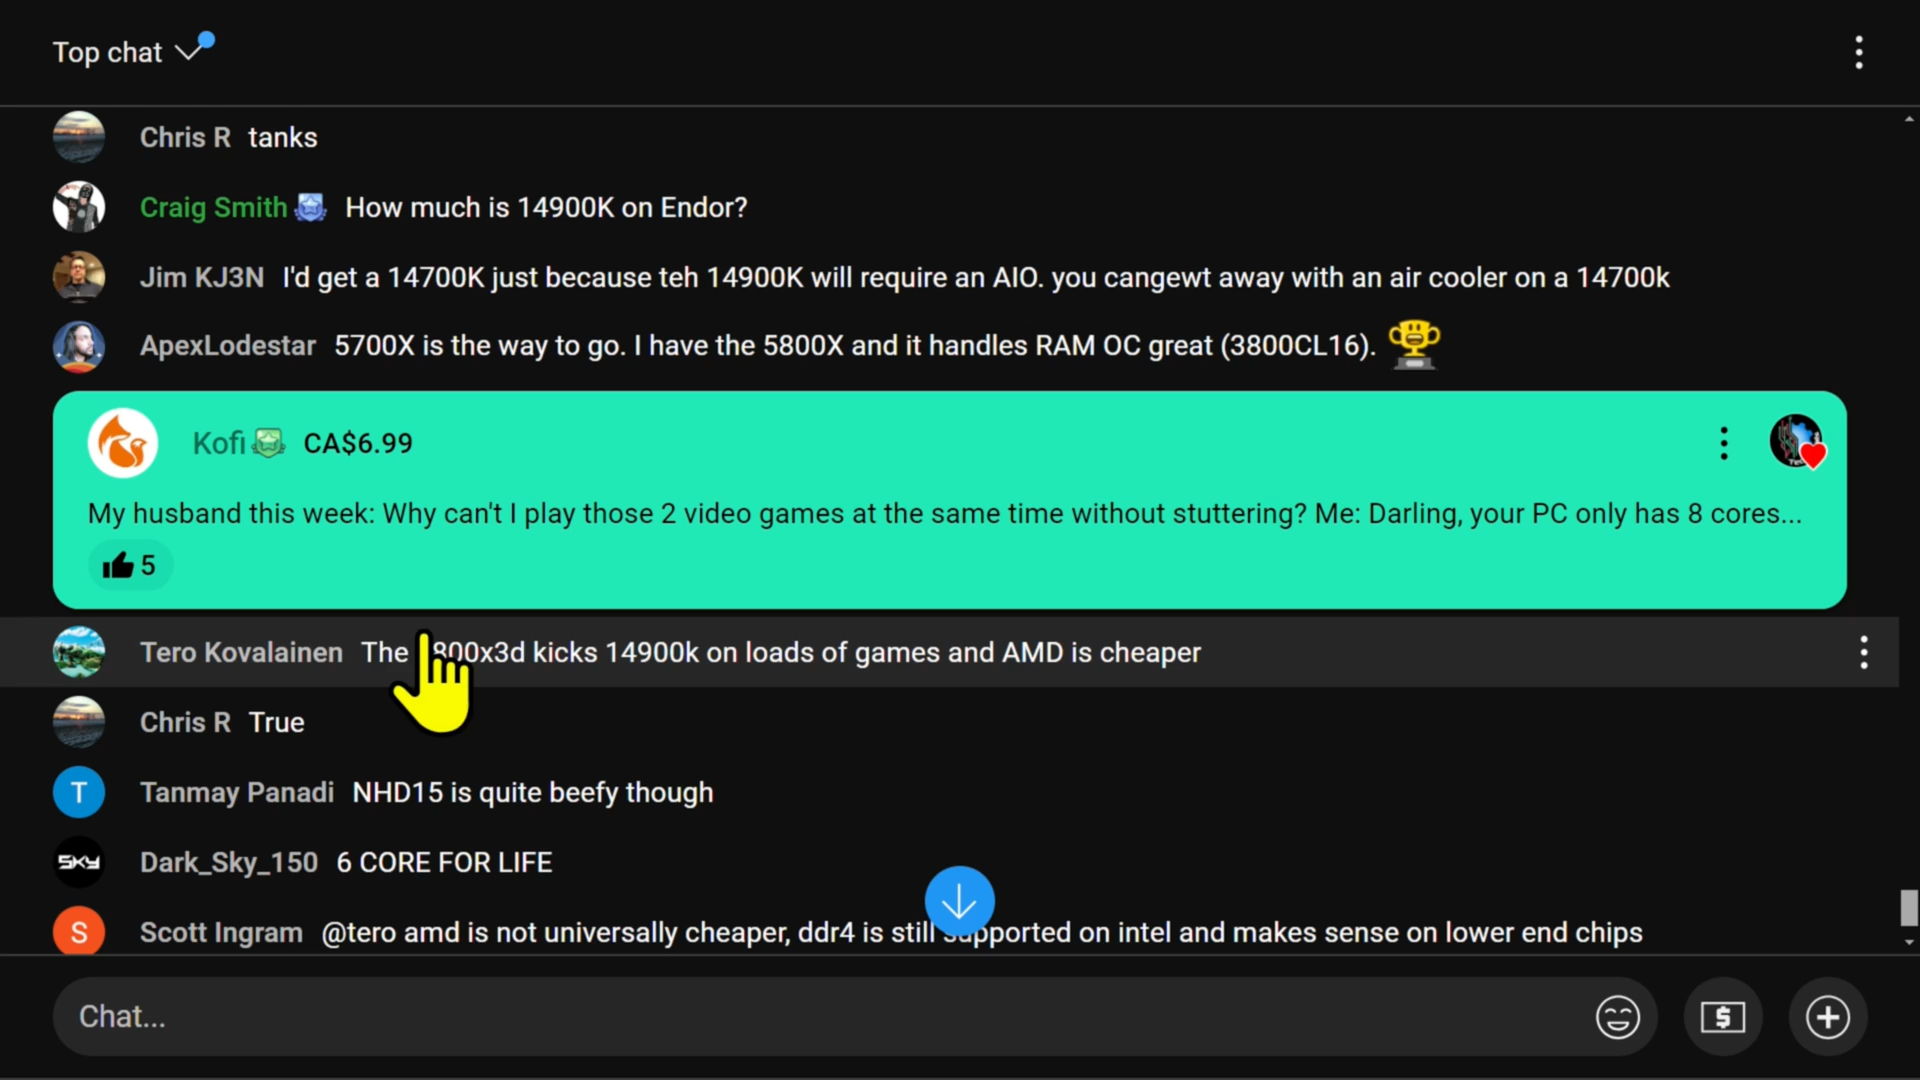 Top chat
Chris R tanks
Craig Smith How much is 14900K on Endor?
Jim KJ3N I'd get a 14700K just because teh 14900K will require an AIO. you cangewt away with an air cooler on a 14700k
ApexLodestar 5700X is the way to go. I have the 5800X and it handles RAM OC great (3800CL16).
Kofi CA$6.99
My husband this week: Why can't I play those 2 video games at the same time without stuttering? Me: Darling, your PC only has 8 cores...
5
Tero Kovalainen The 800x3d kicks 14900k on loads of games and AMD is cheaper
Chris R True
T Tanmay Panadi NHD15 is quite beefy though
SKY Dark_Sky_150 6 CORE FOR LIFE
S Scott Ingram @tero amd is not universally cheaper, ddr4 is still supported on intel and makes sense on lower end chips
Chat...